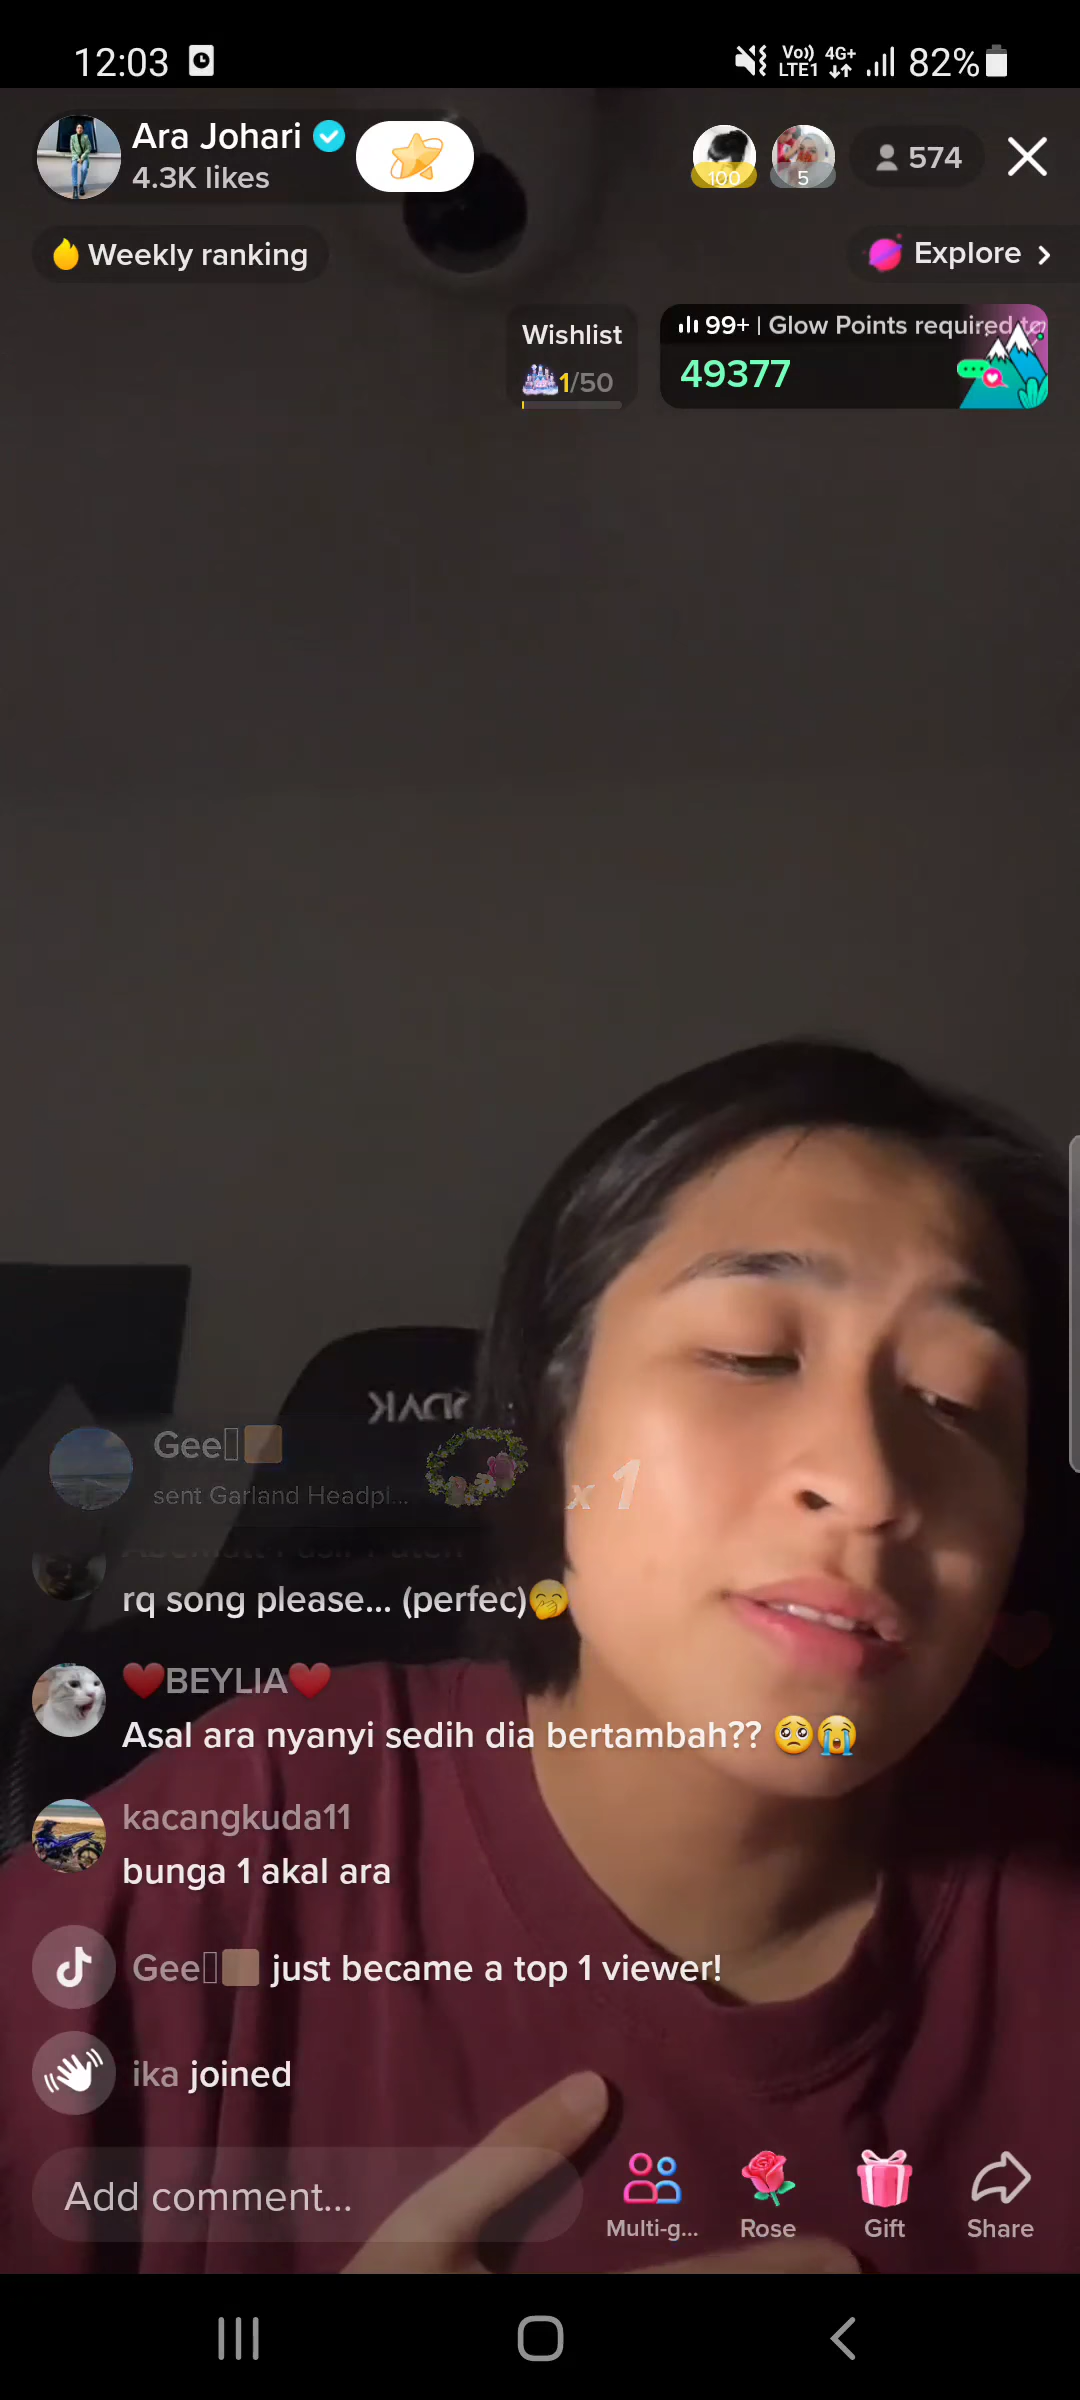 12:03
Vo)) LTE1 4G+ 82%
Ara Johari
4.3K likes
100
5
574
Weekly ranking
Explore
Wishlist
1/50
99+ | Glow Points required to
49377
Gee
sent Garland Headpl...
x 1
rq song please... (perfec)🤭
❤️BEYLIA❤️
Asal ara nyanyi sedih dia bertambah?? 🥺😭
kacangkuda11
bunga 1 akal ara
Gee just became a top 1 viewer!
ika joined
Add comment...
Multi-g...
Rose
Gift
Share